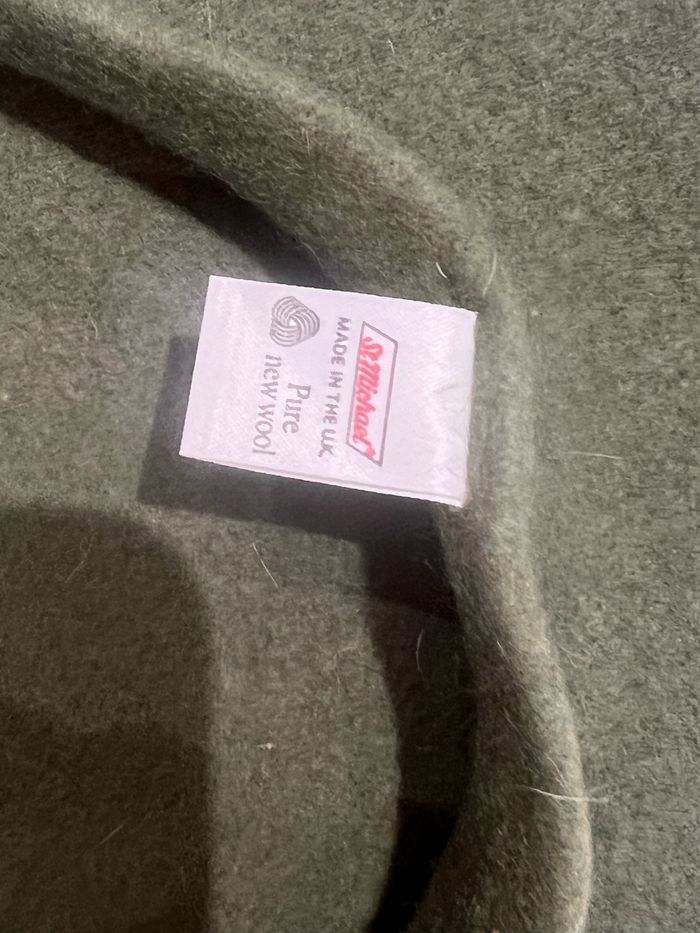 St Michael
MADE IN THE U.K.
Pure
new wool